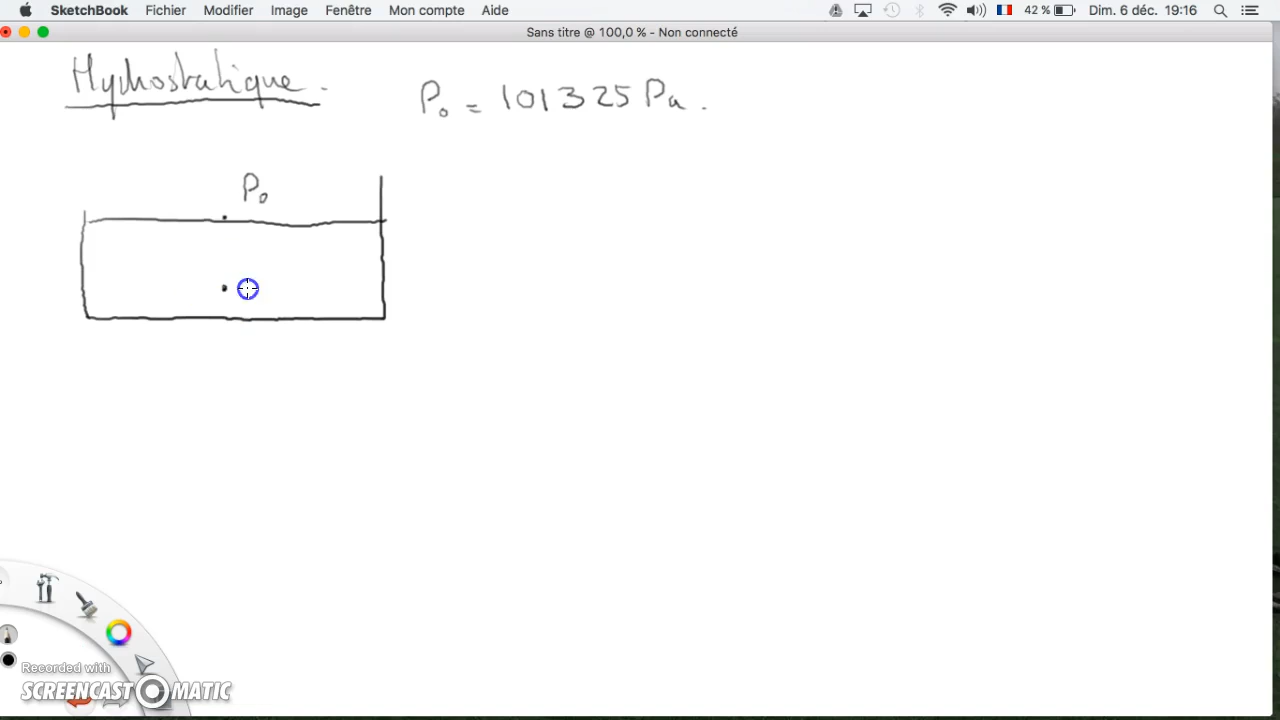 SketchBook Fichier Modifier Image Fenêtre Mon compte Aide 42 % Dim. 6 déc. 19:16
Sans titre @ 100,0 % - Non connecté
Hydrostatique.
P₀ = 101325 Pa.
P₀
Recorded with
SCREENCAST-O-MATIC